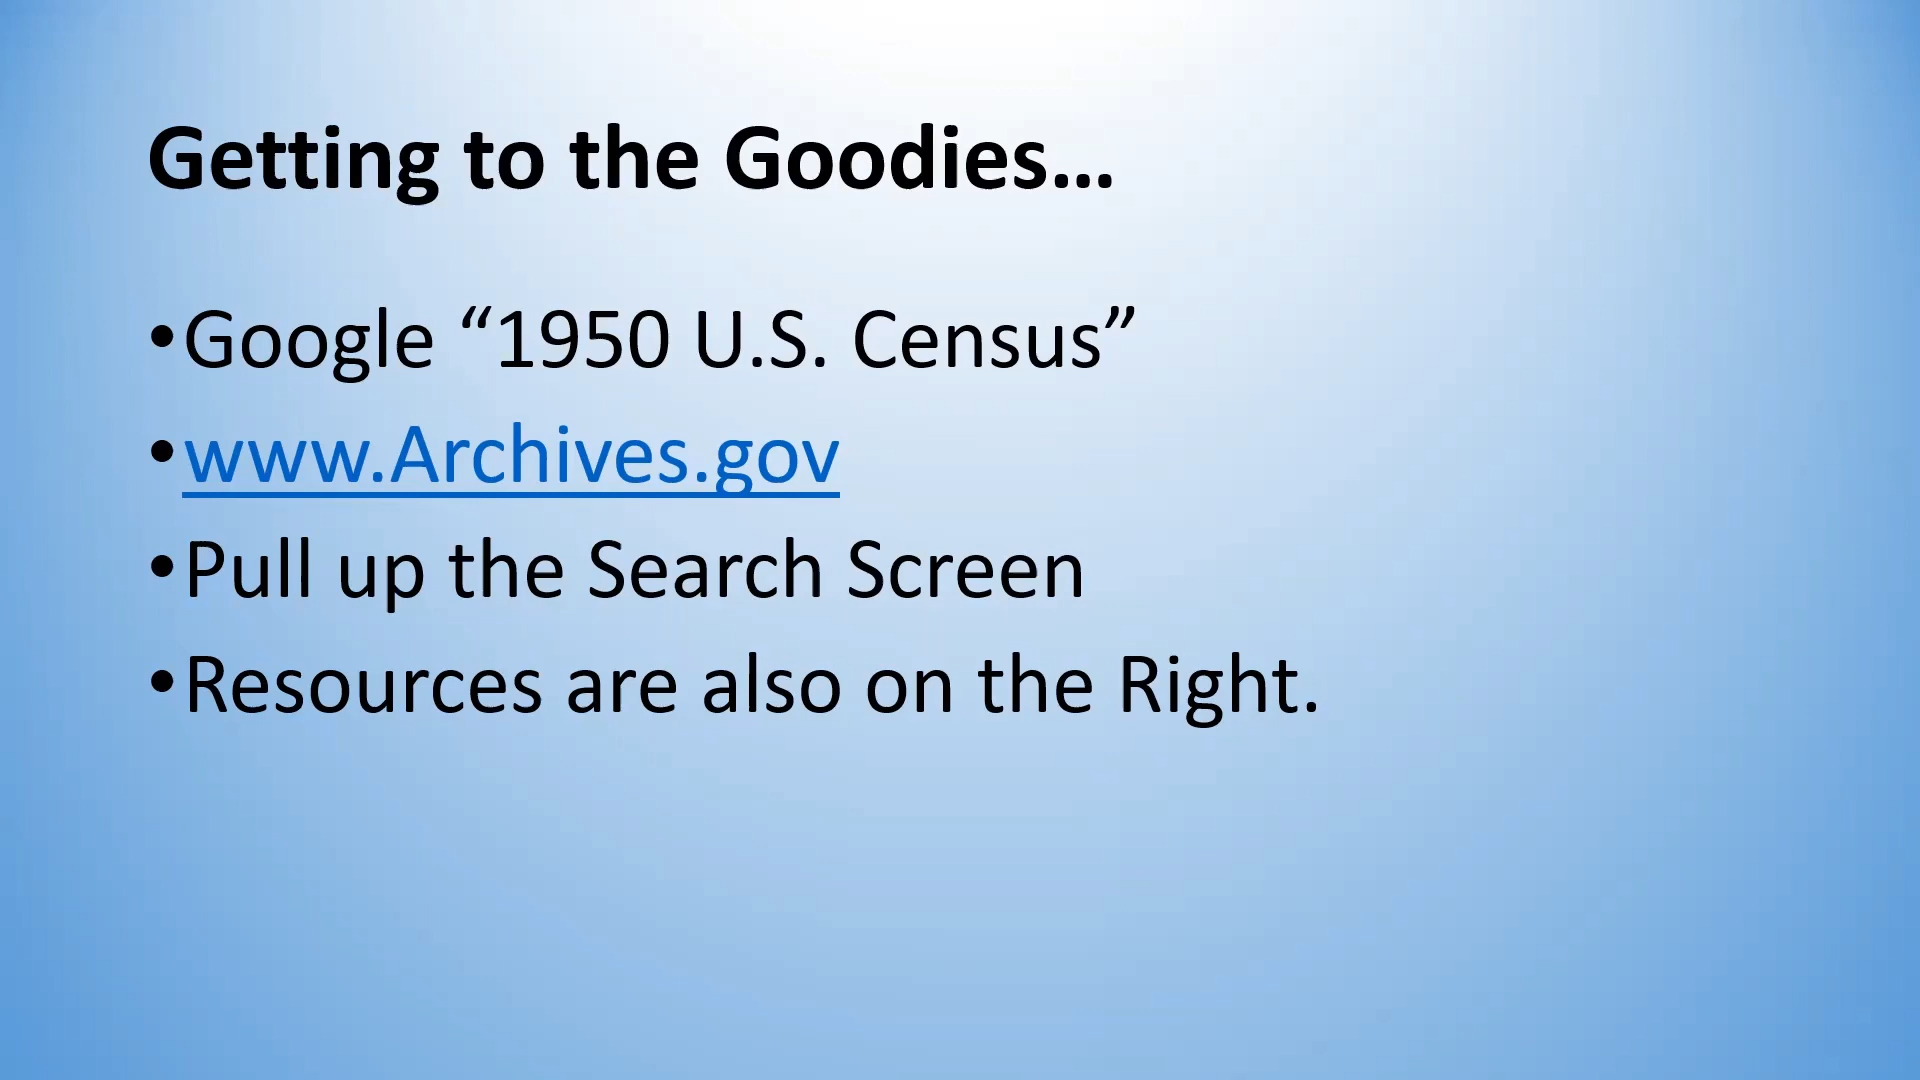 Getting to the Goodies...
•Google “1950 U.S. Census”
•www.Archives.gov
•Pull up the Search Screen
•Resources are also on the Right.